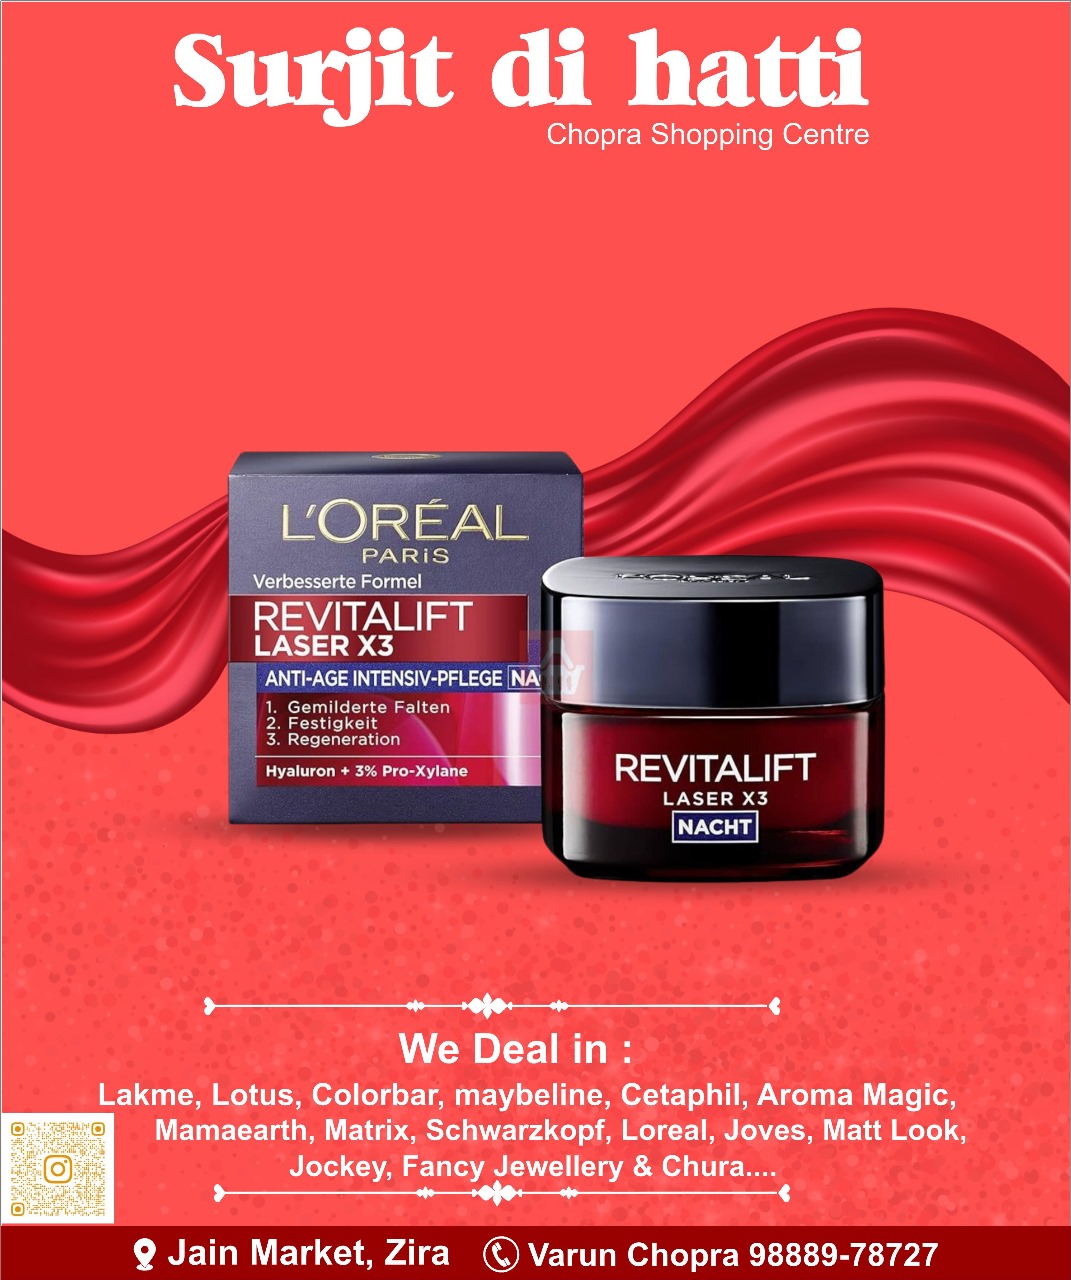 Surjit di hatti
Chopra Shopping Centre
L'ORÉAL
PARiS
Verbesserte Formel
REVITALIFT
LASER X3
ANTI-AGE INTENSIV-PFLEGE
1. Gemilderte Falten
2. Festigkeit
3. Regeneration
Hyaluron + 3% Pro-Xylane
REVITALIFT
LASER X3
NACHT
We Deal in :
Lakme, Lotus, Colorbar, maybeline, Cetaphil, Aroma Magic,
Mamaearth, Matrix, Schwarzkopf, Loreal, Joves, Matt Look,
Jockey, Fancy Jewellery & Chura....
Jain Market, Zira
Varun Chopra 98889-78727